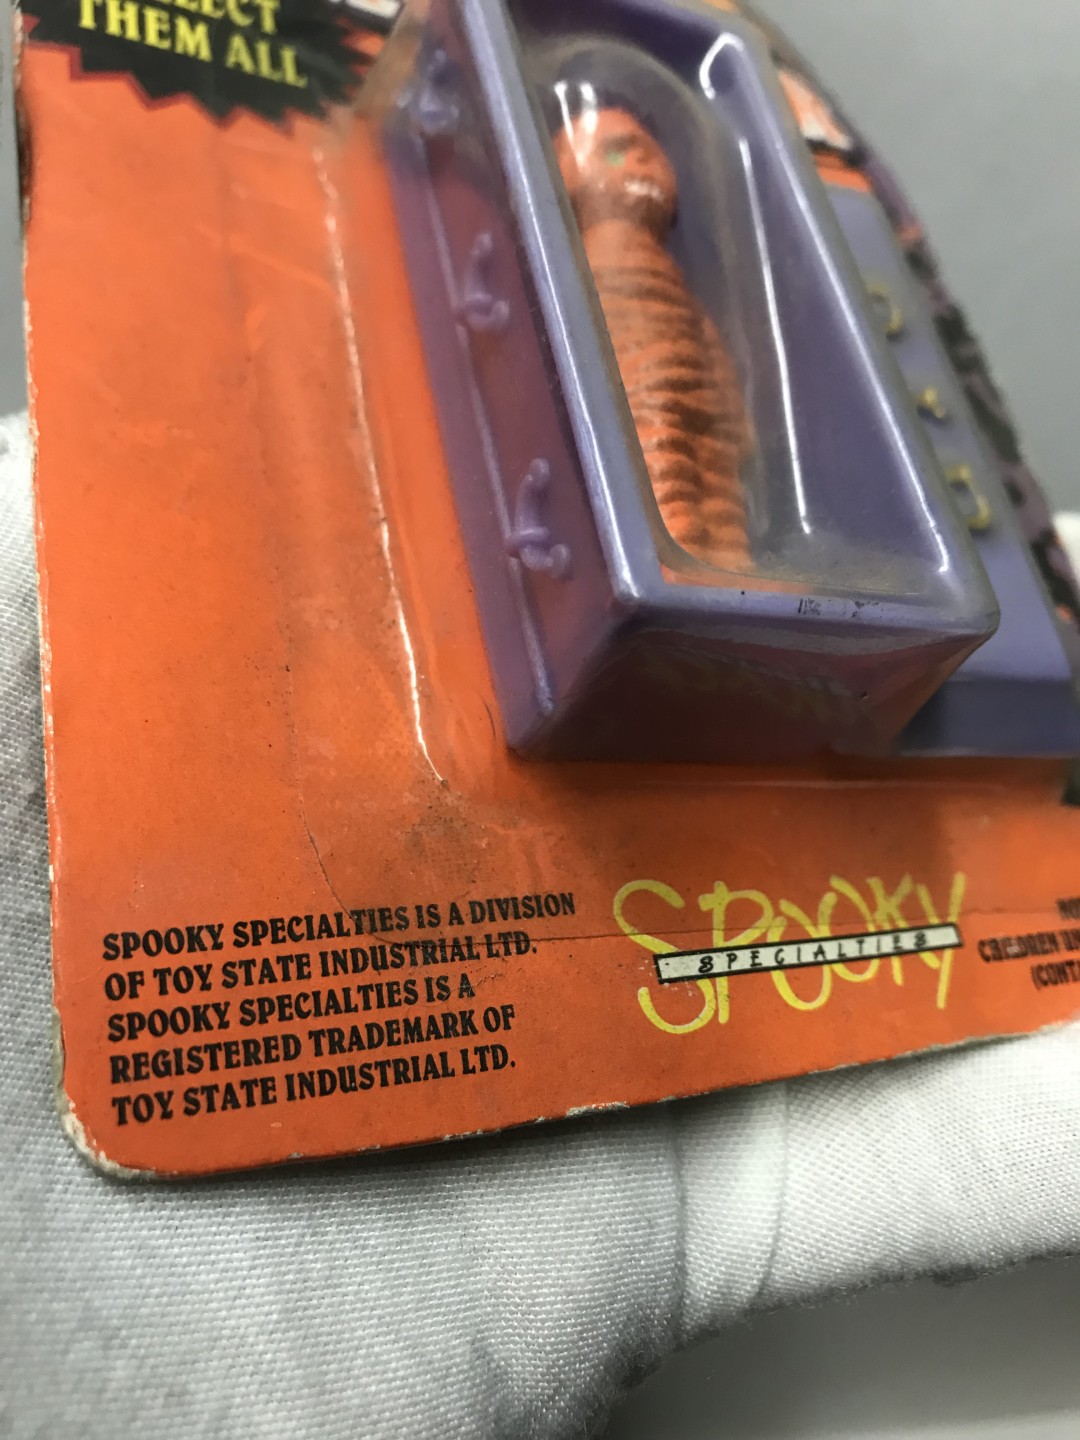 THEM ALL
SPOOKY SPECIALTIES IS A DIVISION
OF TOY STATE INDUSTRIAL LTD.
SPOOKY SPECIALTIES IS A
REGISTERED TRADEMARK OF
TOY STATE INDUSTRIAL LTD.
SPOOKY
SPECIALTIES
CHILDREN